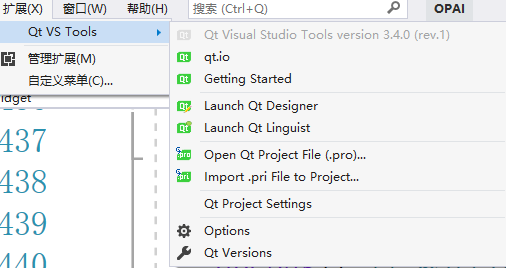 扩展(X) 窗口(W) 帮助(H) 搜索 (Ctrl+Q) OPAI
Qt VS Tools
管理扩展(M)
自定义菜单(C)...
idget
437
438
439
440
Qt Visual Studio Tools version 3.4.0 (rev.1)
qt.io
Getting Started
Launch Qt Designer
Launch Qt Linguist
Open Qt Project File (.pro)...
Import .pri File to Project...
Qt Project Settings
Options
Qt Versions